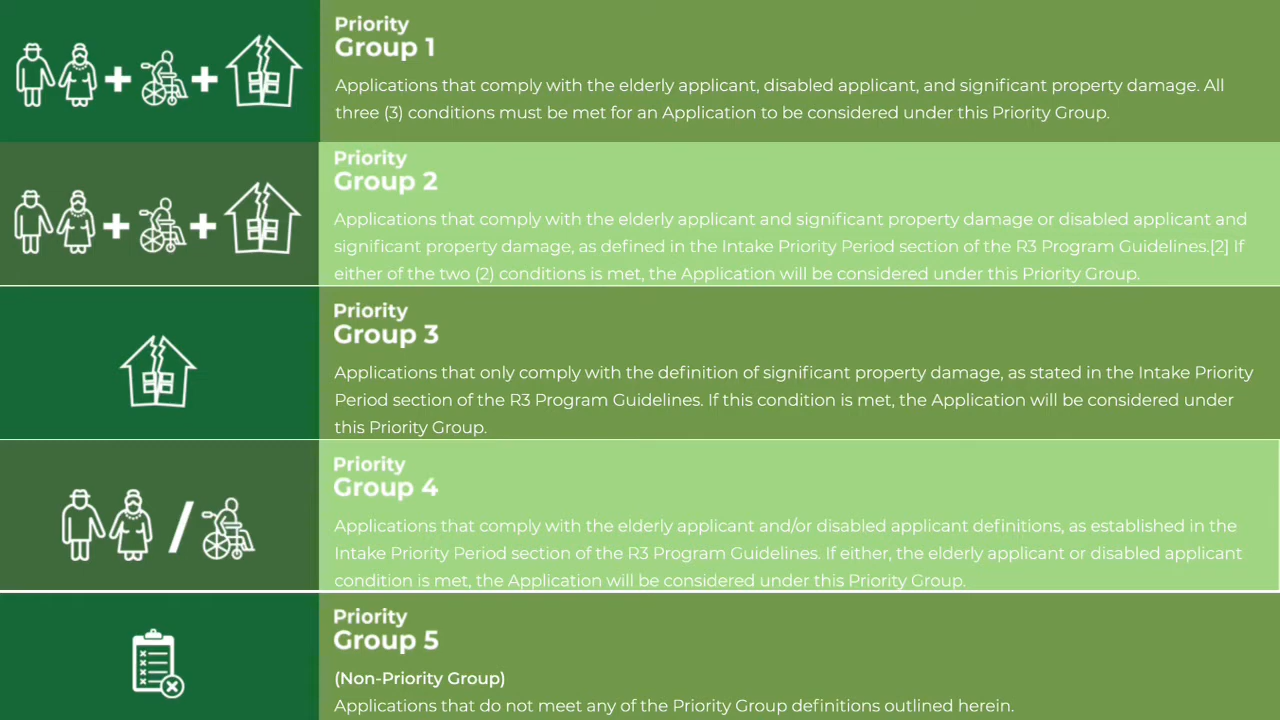 Priority
Group 1
Applications that comply with the elderly applicant, disabled applicant, and significant property damage. All
three (3) conditions must be met for an Application to be considered under this Priority Group.
Priority
Group 2
Applications that comply with the elderly applicant and significant property damage or disabled applicant and
significant property damage, as defined in the Intake Priority Period section of the R3 Program Guidelines.[2] If
either of the two (2) conditions is met, the Application will be considered under this Priority Group.
Priority
Group 3
Applications that only comply with the definition of significant property damage, as stated in the Intake Priority
Period section of the R3 Program Guidelines. If this condition is met, the Application will be considered under
this Priority Group.
Priority
Group 4
Applications that comply with the elderly applicant and/or disabled applicant definitions, as established in the
Intake Priority Period section of the R3 Program Guidelines. If either, the elderly applicant or disabled applicant
condition is met, the Application will be considered under this Priority Group.
Priority
Group 5
(Non-Priority Group)
Applications that do not meet any of the Priority Group definitions outlined herein.